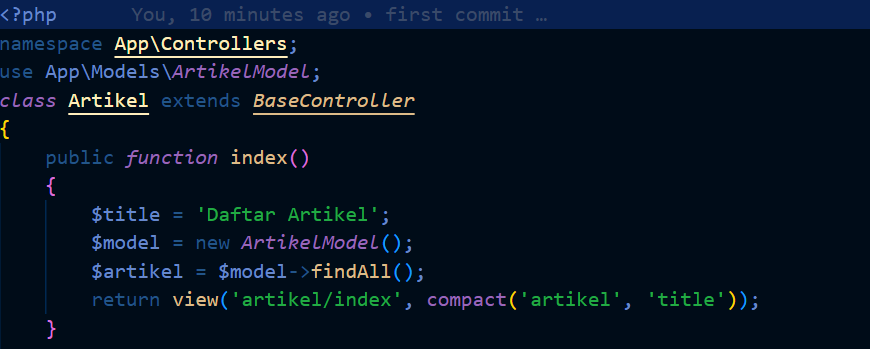 <?php You, 10 minutes ago • first commit …
namespace App\Controllers;
use App\Models\ArtikelModel;
class Artikel extends BaseController
{
    public function index()
    {
        $title = 'Daftar Artikel';
        $model = new ArtikelModel();
        $artikel = $model->findAll();
        return view('artikel/index', compact('artikel', 'title'));
    }